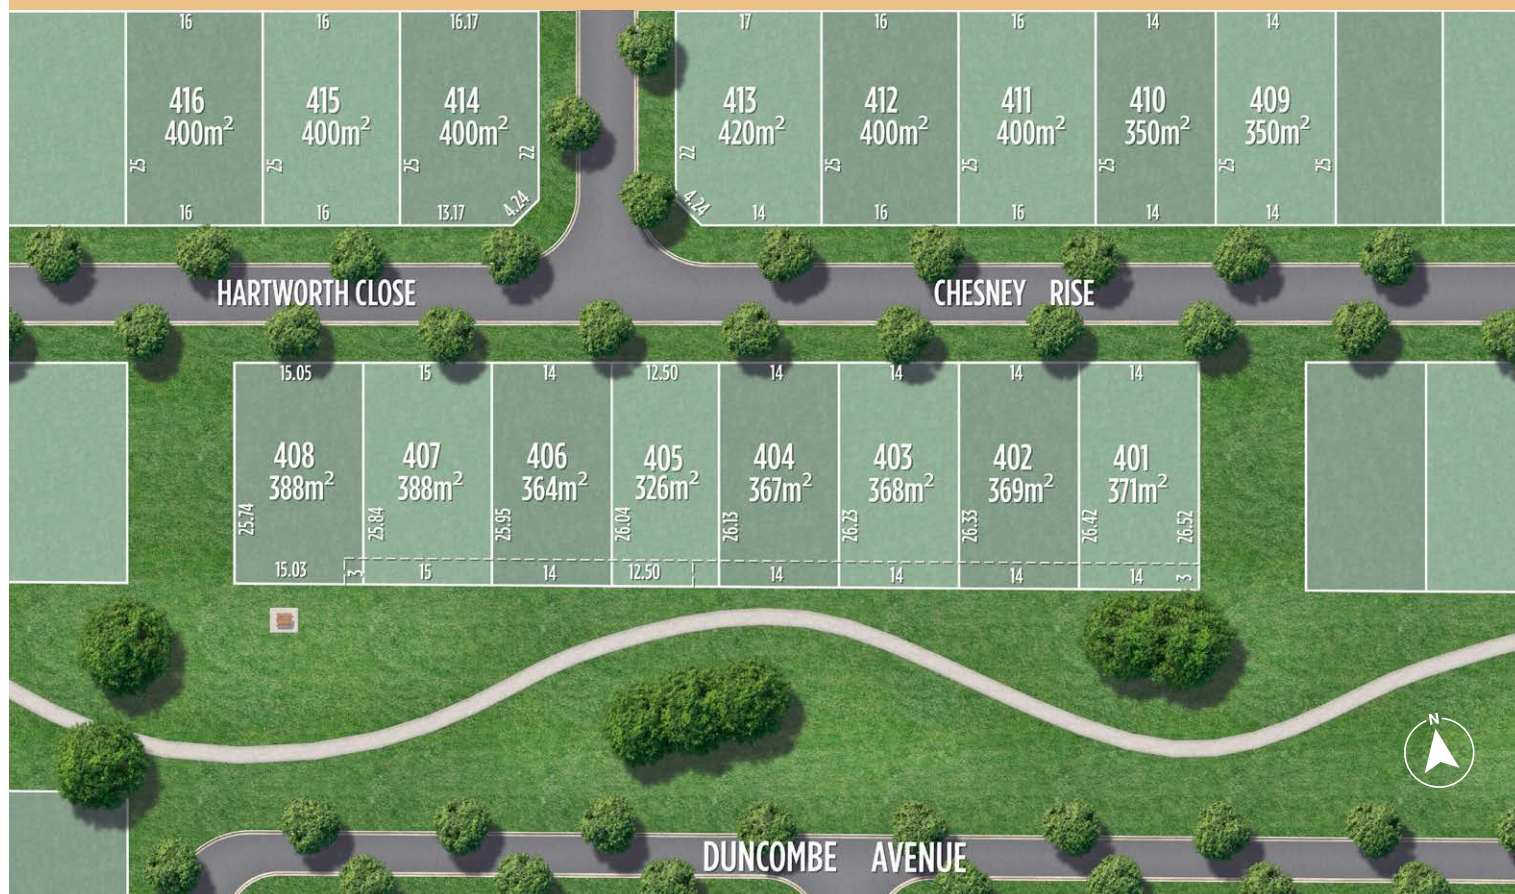 16 16 16.17 17 16 16 14 14
416 415 414 413 412 411 410 409
400m² 400m² 400m² 420m² 400m² 400m² 350m² 350m²
25 25 25 22 22 25 25 25 25
16 16 13.17 4.24 4.24 14 16 16 14 14
HARTWORTH CLOSE CHESNEY RISE
15.05 15 14 12.50 14 14 14 14
408 407 406 405 404 403 402 401
388m² 388m² 364m² 326m² 367m² 368m² 369m² 371m²
25.74 25.84 25.95 26.04 26.13 26.23 26.33 26.42 26.52
15.03 3 15 14 12.50 14 14 14 14 3
N
DUNCOMBE AVENUE